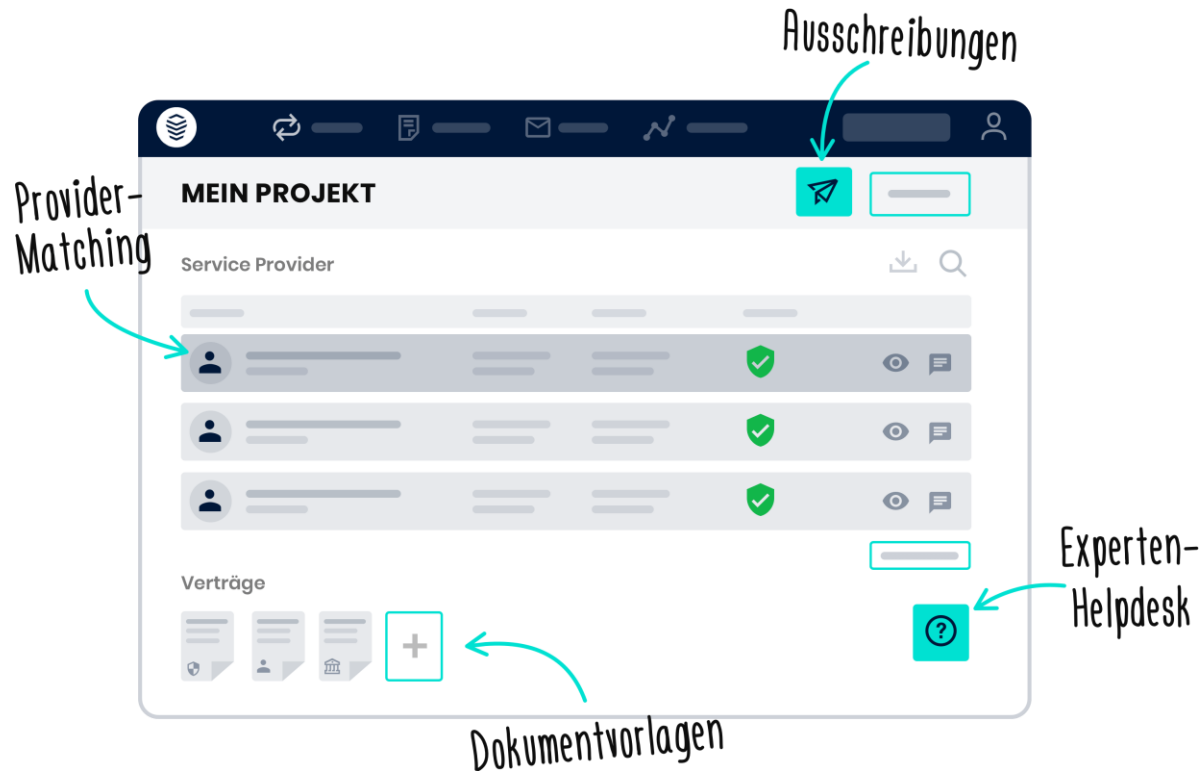 Ausschreibungen
MEIN PROJEKT
Provider-
Matching
Service Provider
Experten-
Helpdesk
Verträge
Dokumentvorlagen